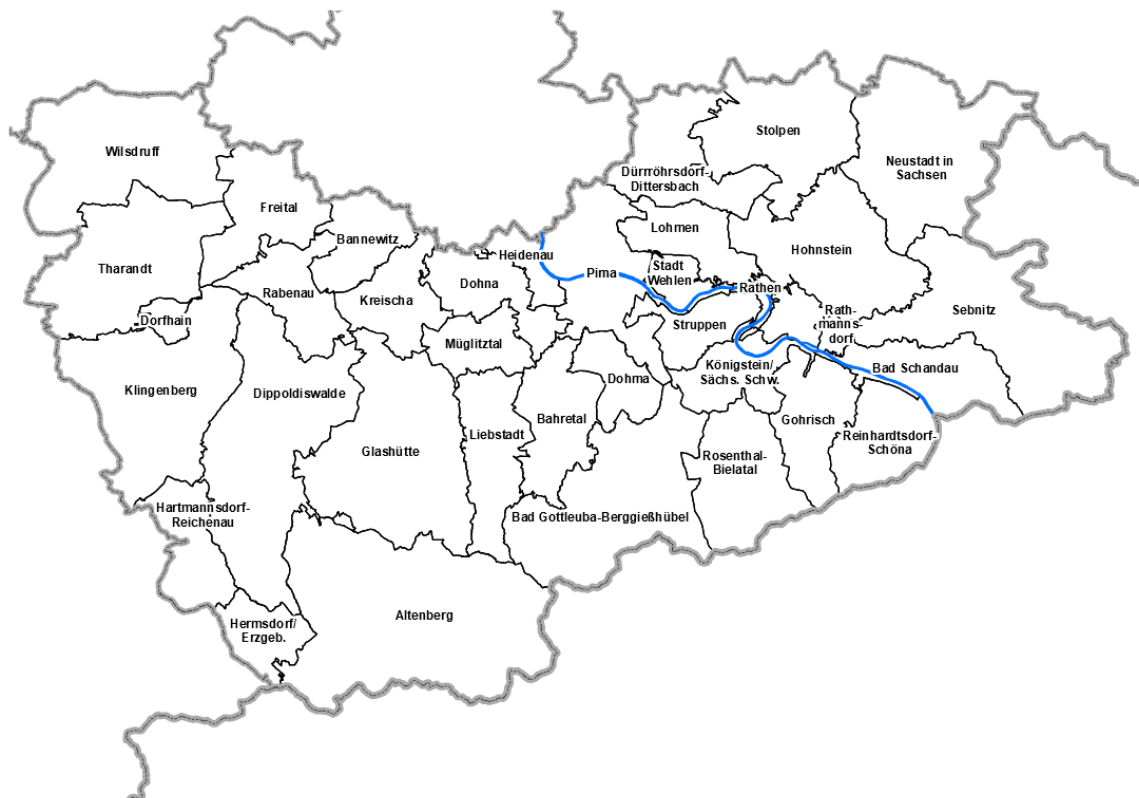 Stolpen
Wilsdruff
Neustadt in
Sachsen
Dürrröhrsdorf-
Dittersbach
Freital
Lohmen
Bannewitz
Hohnstein
Heidenau
Tharandt
Stadt
Wehlen
Pirna
Dohna
Rathen
Rabenau
Kreischa
Rath-
manns-
dorf
Sebnitz
Dorfhain
Struppen
Müglitztal
Königstein/
Sächs. Schw.
Bad Schandau
Dohma
Klingenberg
Dippoldiswalde
Gohrisch
Bahretal
Liebstadt
Reinhardtsdorf-
Schöna
Glashütte
Rosenthal-
Bielatal
Hartmannsdorf-
Reichenau
Bad Gottleuba-Berggießhübel
Altenberg
Hermsdorf/
Erzgeb.